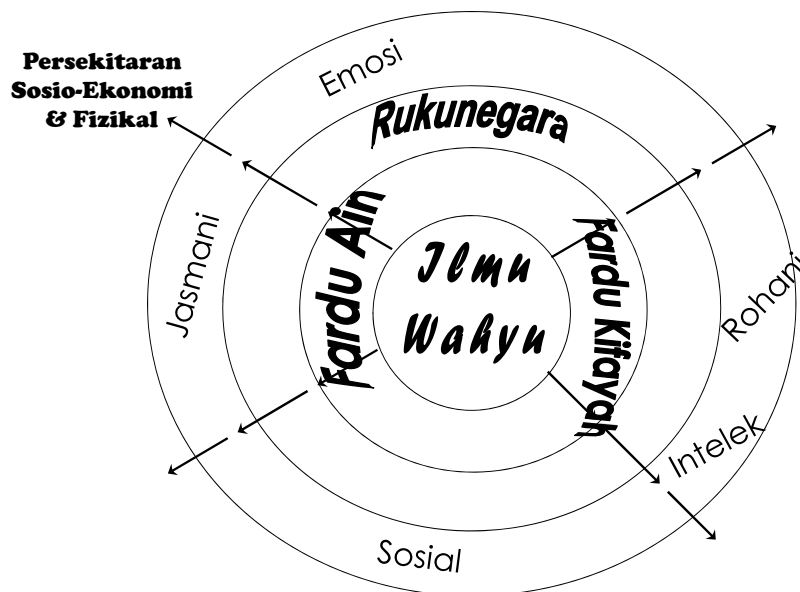 Persekitaran
Sosio-Ekonomi
& Fizikal
Emosi
Rukunegara
Jasmani
Fardu Ain
Ilmu
Wahyu
Fardu Kifayah
Rohani
Intelek
Sosial